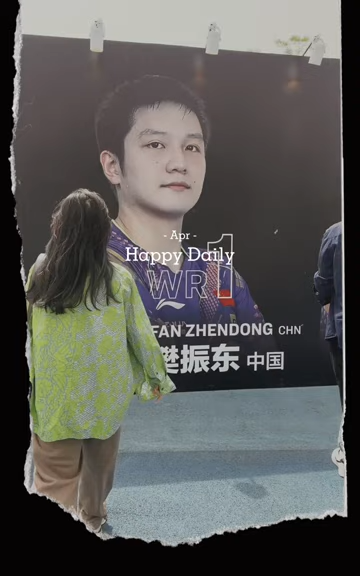 - Apr -
Happy Daily
WR1
FAN ZHENDONG CHN
樊振东 中国